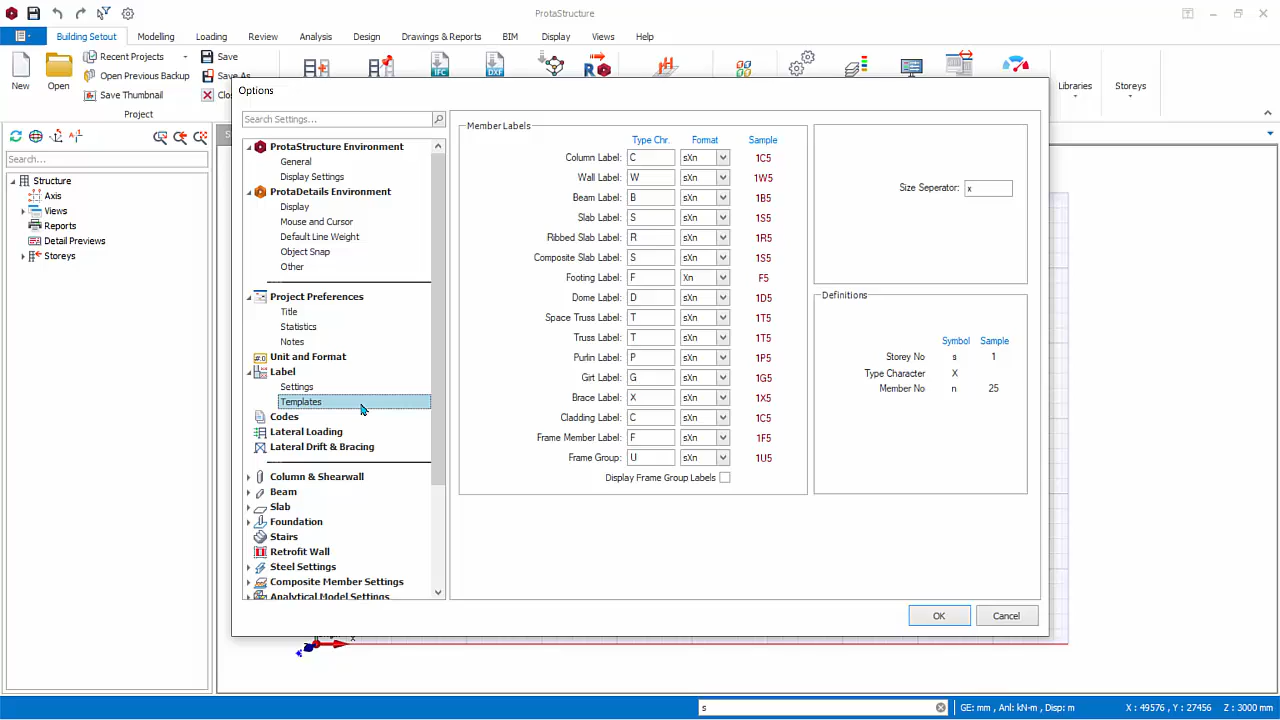 ProtaStructure
Building Setout Modelling Loading Review Analysis Design Drawings & Reports BIM Display Views Help
Recent Projects Save
Open Previous Backup Save As
Save Thumbnail Clo
New Open Libraries Storeys
Project
IFC DXF
Options
Search Settings...
ProtaStructure Environment
General
Display Settings
ProtaDetails Environment
Display
Mouse and Cursor
Default Line Weight
Object Snap
Other
Project Preferences
Title
Statistics
Notes
Unit and Format
Label
Settings
Templates
Codes
Lateral Loading
Lateral Drift & Bracing
Column & Shearwall
Beam
Slab
Foundation
Stairs
Retrofit Wall
Steel Settings
Composite Member Settings
Analytical Model Settings
Search...
Structure
Axis
Views
Reports
Detail Previews
Storeys
Member Labels
Type Chr. Format Sample
Column Label: C sXn 1C5
Wall Label: W sXn 1W5
Beam Label: B sXn 1B5
Slab Label: S sXn 1S5
Ribbed Slab Label: R sXn 1R5
Composite Slab Label: S sXn 1S5
Footing Label: F Xn F5
Dome Label: D sXn 1D5
Space Truss Label: T sXn 1T5
Truss Label: T sXn 1T5
Purlin Label: P sXn 1P5
Girt Label: G sXn 1G5
Brace Label: X sXn 1X5
Cladding Label: C sXn 1C5
Frame Member Label: F sXn 1F5
Frame Group: U sXn 1U5
Display Frame Group Labels
Size Seperator: x
Definitions
Symbol Sample
Storey No s 1
Type Character X
Member No n 25
OK Cancel
x
s
GE: mm , Anl: kN-m , Disp: m X : 49576 , Y : 27456 Z : 3000 mm